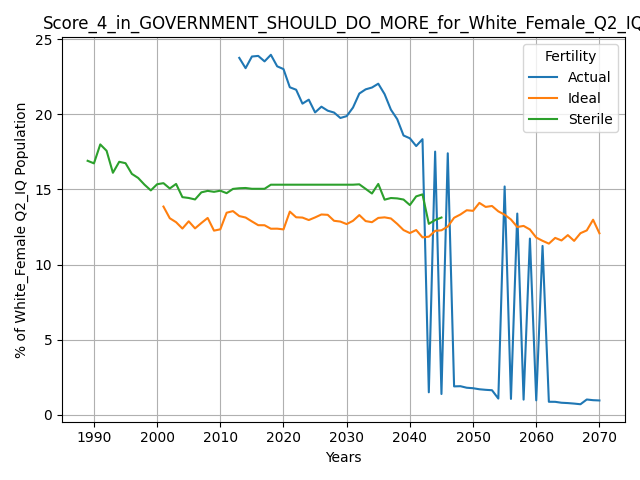 Score_4_in_GOVERNMENT_SHOULD_DO_MORE_for_White_Female_Q2_IQ
25
20
15
10
5
0
% of White_Female Q2_IQ Population
Fertility
Actual
Ideal
Sterile
1990 2000 2010 2020 2030 2040 2050 2060 2070
Years